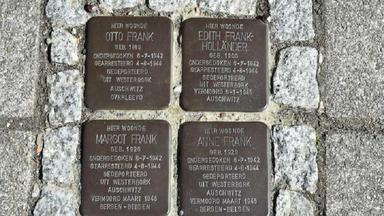 HIER WOONDE
OTTO FRANK
GEB. 1889
ONDERGEDOKEN 6-7-1942
GEARRESTEERD 4-8-1944
GEDEPORTEERD
UIT WESTERBORK
AUSCHWITZ
OVERLEEFD
HIER WOONDE
EDITH FRANK-
HOLLÄNDER
GEB. 1900
ONDERGEDOKEN 6-7-1942
GEARRESTEERD 4-8-1944
GEDEPORTEERD
UIT WESTERBORK
VERMOORD 6-1-1945
AUSCHWITZ
HIER WOONDE
MARGOT FRANK
GEB. 1926
ONDERGEDOKEN 6-7-1942
GEARRESTEERD 4-8-1944
GEDEPORTEERD
UIT WESTERBORK
AUSCHWITZ
VERMOORD MAART 1945
BERGEN-BELSEN
HIER WOONDE
ANNE FRANK
GEB. 1929
ONDERGEDOKEN 6-7-1942
GEARRESTEERD 4-8-1944
GEDEPORTEERD
UIT WESTERBORK
AUSCHWITZ
VERMOORD MAART 1945
BERGEN-BELSEN